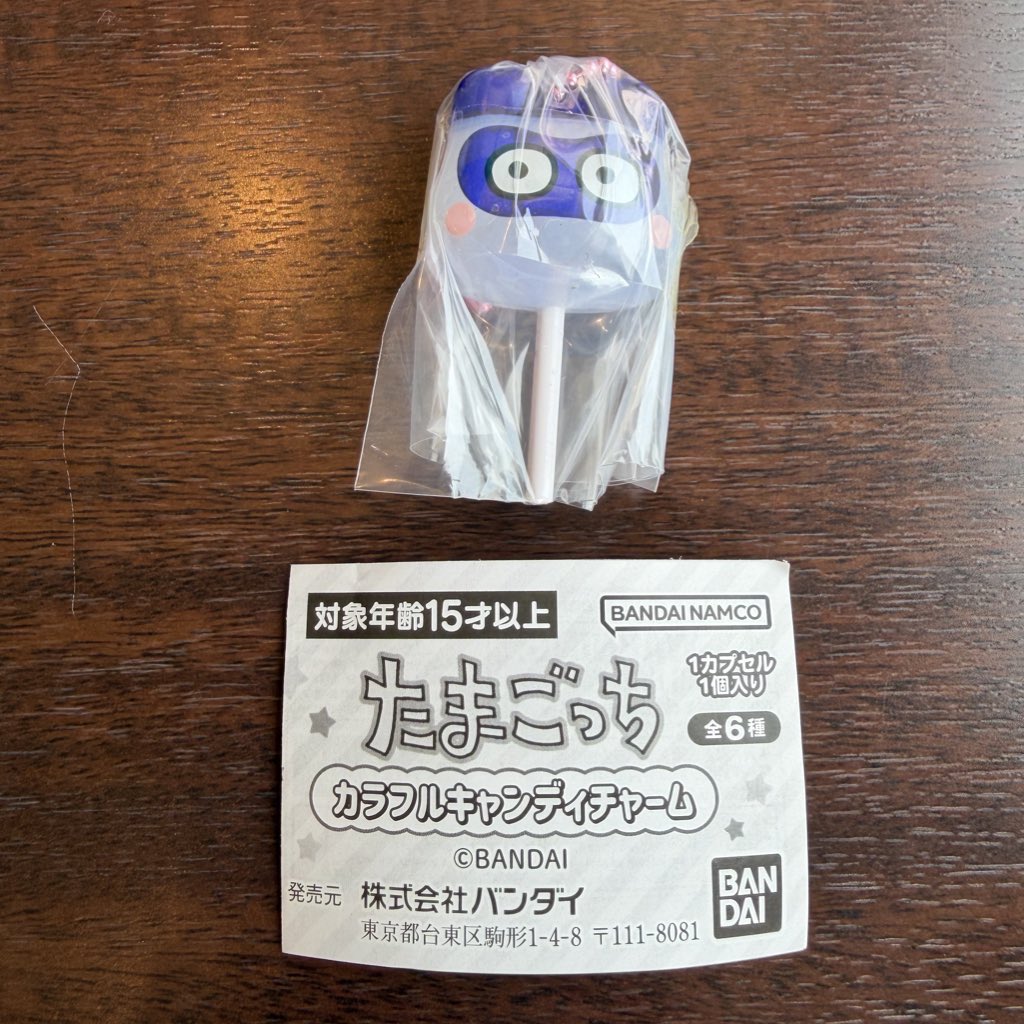 対象年齢15才以上
BANDAI NAMCO
たまごっち
1カプセル
1個入り
全6種
カラフルキャンディチャーム
©BANDAI
発売元 株式会社バンダイ
東京都台東区駒形1-4-8 〒111-8081
BAN
DAI